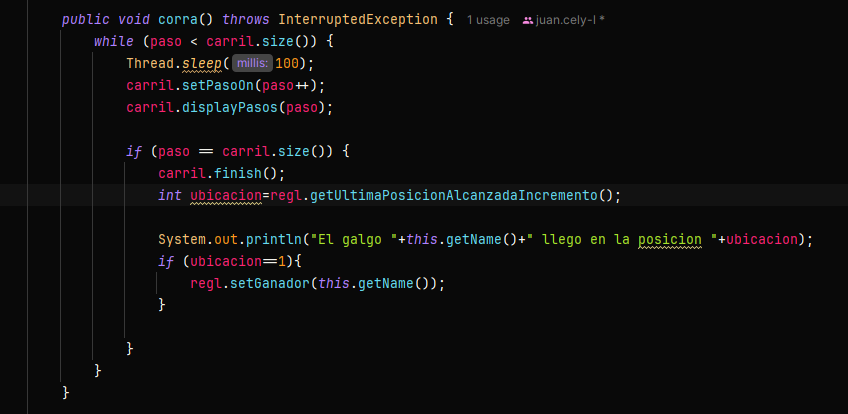 public void corra() throws InterruptedException { 1 usage juan.cely-l *
while (paso < carril.size()) {
Thread.sleep( millis: 100);
carril.setPasoOn(paso++);
carril.displayPasos(paso);
if (paso == carril.size()) {
carril.finish();
int ubicacion=regl.getUltimaPosicionAlcanzadaIncremento();
System.out.println("El galgo "+this.getName()+" llego en la posicion "+ubicacion);
if (ubicacion==1){
regl.setGanador(this.getName());
}
}
}
}